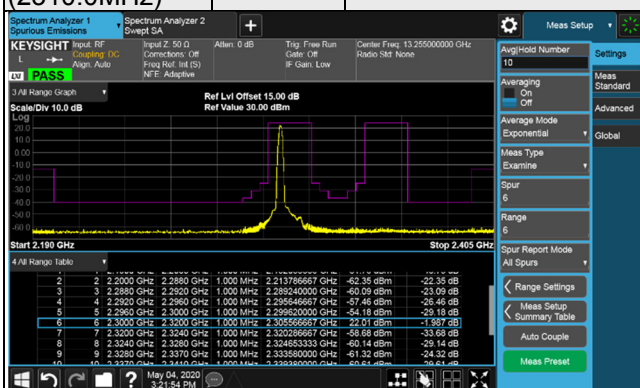 (2310.0MHz)
Spectrum Analyzer 1
Spurious Emissions
Spectrum Analyzer 2
Swept SA
+
Meas Setup
KEYSIGHT
L
Input: RF
Coupling: DC
Align: Auto
Input Z: 50 Ω
Corrections: Off
Freq Ref: Int (S)
NFE: Adaptive
Atten: 0 dB
Trig: Free Run
Gate: Off
IF Gain: Low
Center Freq: 13.255000000 GHz
Radio Std: None
LXI PASS
3 All Range Graph
Scale/Div 10.0 dB
Ref Lvl Offset 15.00 dB
Ref Value 30.00 dBm
Log
20.0
10.0
0.00
-10.0
-20.0
-30.0
-40.0
-50.0
-60.0
Start 2.190 GHz
Stop 2.405 GHz
4 All Range Table
2 2 2.2000 GHz 2.2880 GHz 1.000 MHz 2.213786667 GHz -62.35 dBm -22.35 dB
3 3 2.2880 GHz 2.2920 GHz 1.000 MHz 2.289240000 GHz -60.09 dBm -23.09 dB
4 4 2.2920 GHz 2.2960 GHz 1.000 MHz 2.295646667 GHz -57.46 dBm -26.46 dB
5 5 2.2960 GHz 2.3000 GHz 1.000 MHz 2.299620000 GHz -54.18 dBm -29.18 dB
6 6 2.3000 GHz 2.3200 GHz 1.000 MHz 2.305566667 GHz 22.01 dBm -1.987 dB
7 7 2.3200 GHz 2.3240 GHz 1.000 MHz 2.320286667 GHz -58.68 dBm -33.68 dB
8 8 2.3240 GHz 2.3280 GHz 1.000 MHz 2.324653333 GHz -60.14 dBm -29.14 dB
9 9 2.3280 GHz 2.3370 GHz 1.000 MHz 2.333580000 GHz -61.32 dBm -24.32 dB
May 04, 2020
3:21:54 PM
?
Avg|Hold Number
10
Averaging
On
Off
Average Mode
Exponential
Meas Type
Examine
Spur
6
Range
6
Spur Report Mode
All Spurs
Range Settings
Meas Setup
Summary Table
Auto Couple
Meas Preset
Settings
Meas
Standard
Advanced
Global